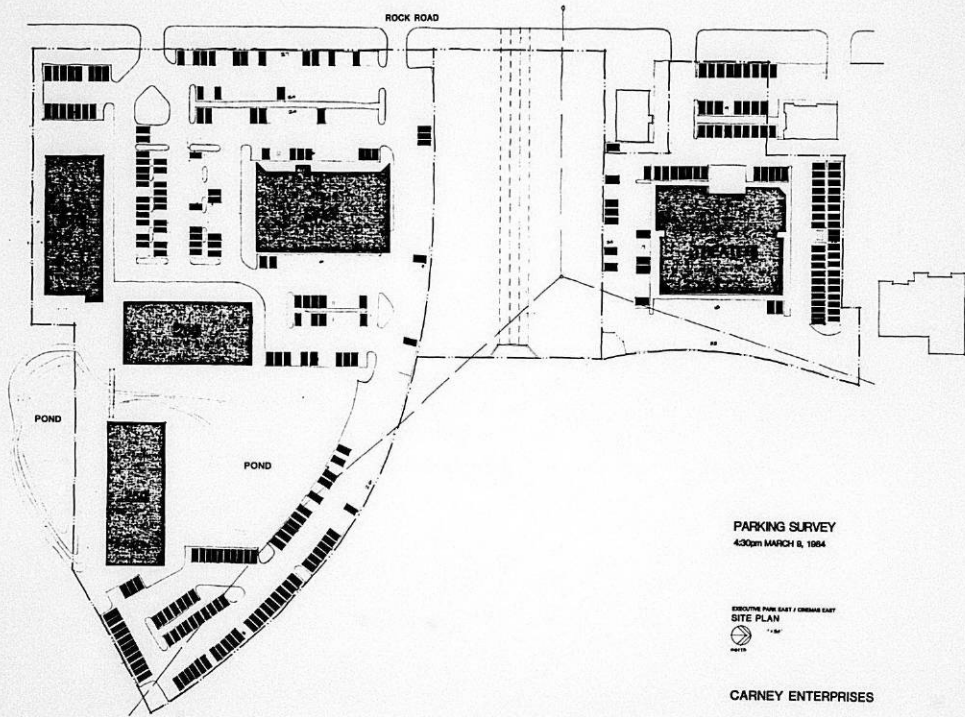 ROCK ROAD
POND
POND
PARKING SURVEY
4:30pm MARCH 9, 1984
EXECUTIVE PARK EAST / CINEMAS EAST
SITE PLAN
NORTH
CARNEY ENTERPRISES